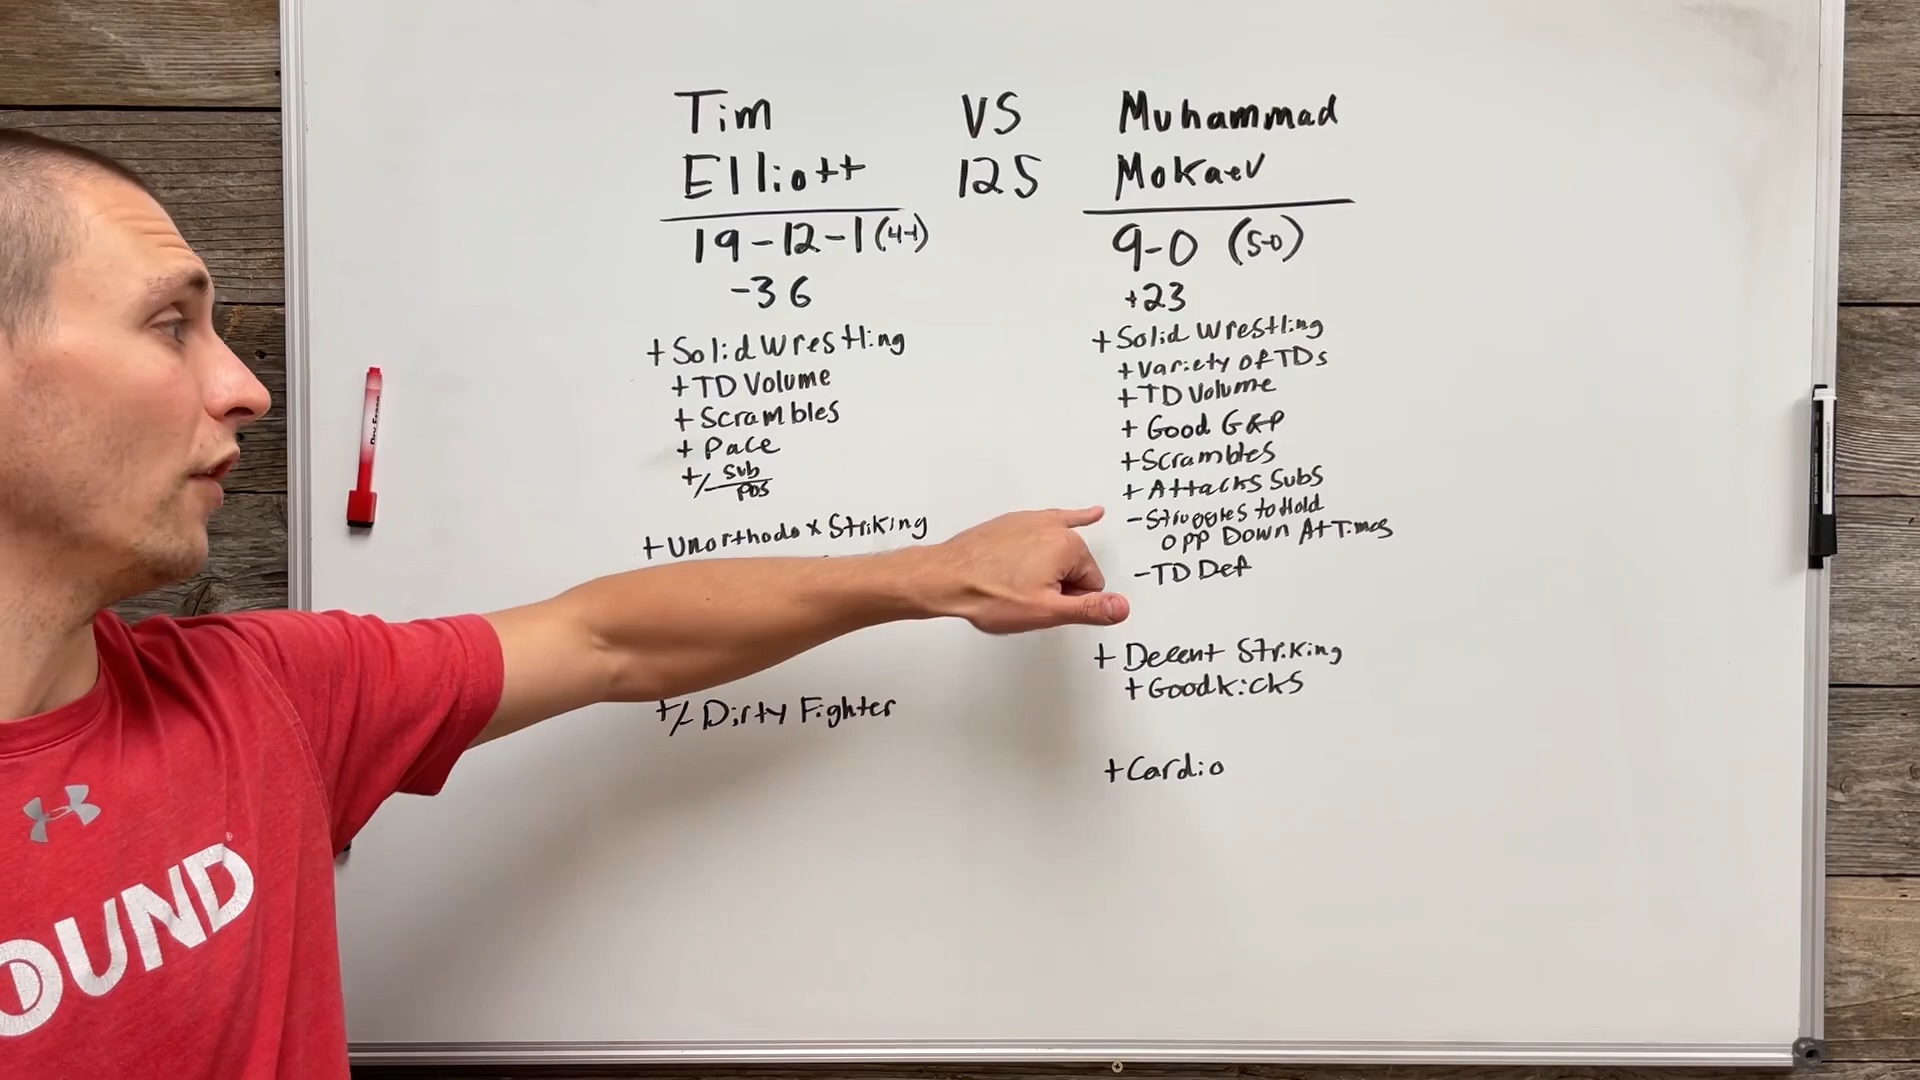 Tim VS Muhammad
Elliott 125 Mokaev
19-12-1 (4-1)
-36
+ Solid Wrestling
+ TD Volume
+ Scrambles
+ Pace
+/- Sub
Pos
+ Unorthodox Striking
+/- Dirty Fighter
9-0 (5-0)
+23
+ Solid Wrestling
+ Variety of TDs
+ TD Volume
+ Good G&P
+ Scrambles
+ Attacks Subs
- Struggles to Hold
Opp Down At Times
- TD Def
+ Decent Striking
+ Good Kicks
+ Cardio
OUND